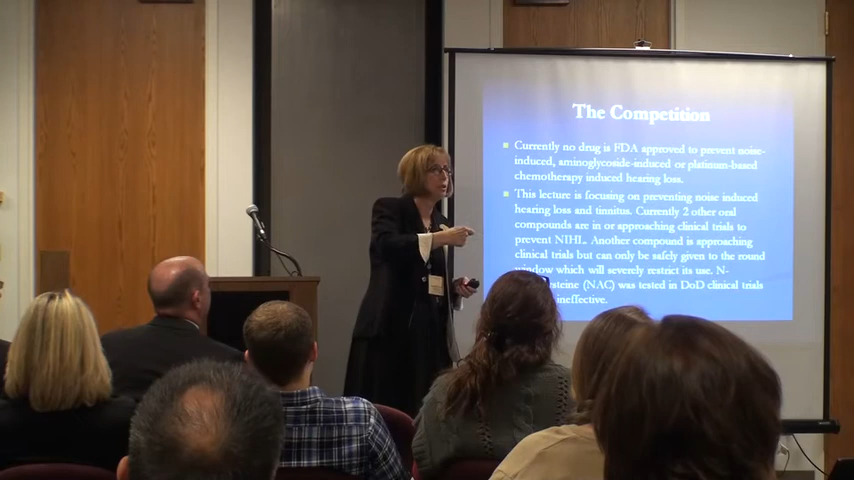 The Competition
Currently no drug is FDA approved to prevent noise-
induced, aminoglycoside-induced or platinum-based
chemotherapy induced hearing loss.
This lecture is focusing on preventing noise induced
hearing loss and tinnitus. Currently 2 other oral
compounds are in or approaching clinical trials to
prevent NIHL. Another compound is approaching
clinical trials but can only be safely given to the round
window which will severely restrict its use. N-
(NAC) was tested in DoD clinical trials
ineffective.